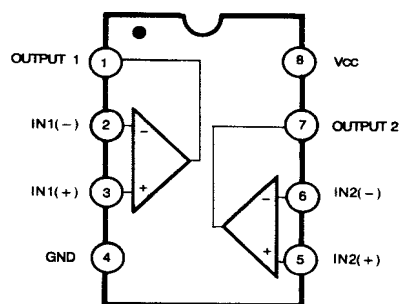 OUTPUT 1 1
8 Vcc
IN1(−) 2 −
7 OUTPUT 2
IN1(+) 3 +
− 6 IN2(−)
GND 4
+ 5 IN2(+)